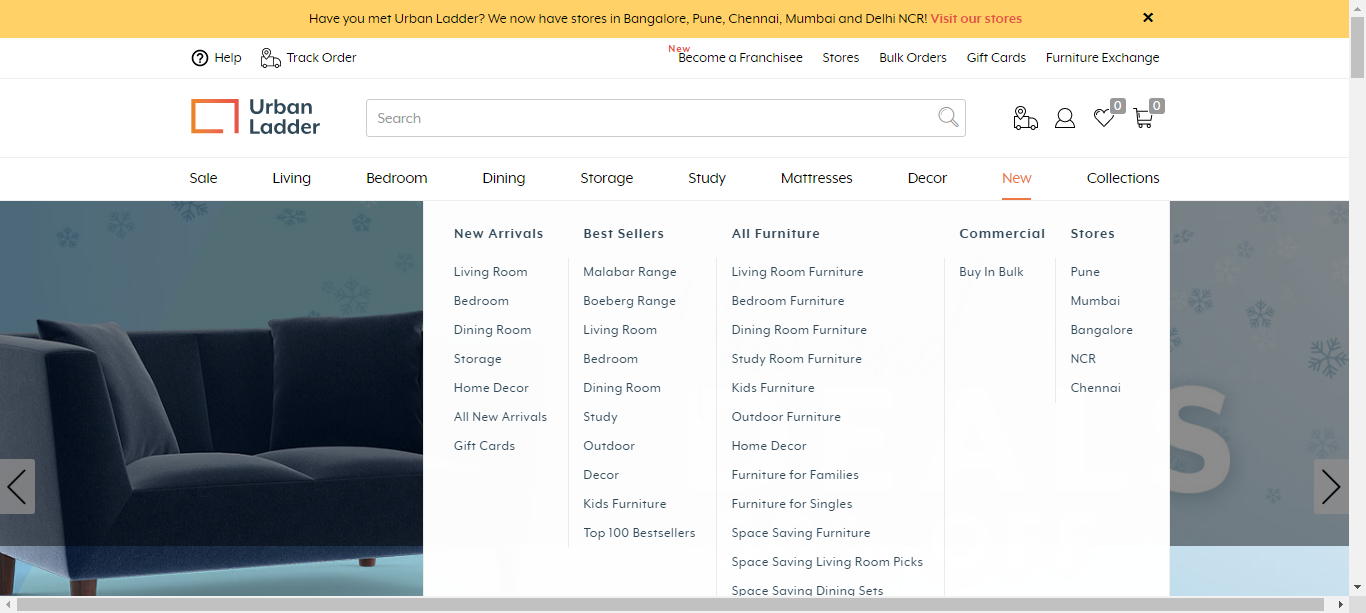 Have you met Urban Ladder? We now have stores in Bangalore, Pune, Chennai, Mumbai and Delhi NCR! Visit our stores
Help
Track Order
New
Become a Franchisee
Stores
Bulk Orders
Gift Cards
Furniture Exchange
Urban
Ladder
Search
0
0
Sale
Living
Bedroom
Dining
Storage
Study
Mattresses
Decor
New
Collections
New Arrivals
Living Room
Bedroom
Dining Room
Storage
Home Decor
All New Arrivals
Gift Cards
Best Sellers
Malabar Range
Boeberg Range
Living Room
Bedroom
Dining Room
Study
Outdoor
Decor
Kids Furniture
Top 100 Bestsellers
All Furniture
Living Room Furniture
Bedroom Furniture
Dining Room Furniture
Study Room Furniture
Kids Furniture
Outdoor Furniture
Home Decor
Furniture for Families
Furniture for Singles
Space Saving Furniture
Space Saving Living Room Picks
Space Saving Dining Sets
Commercial
Buy In Bulk
Stores
Pune
Mumbai
Bangalore
NCR
Chennai